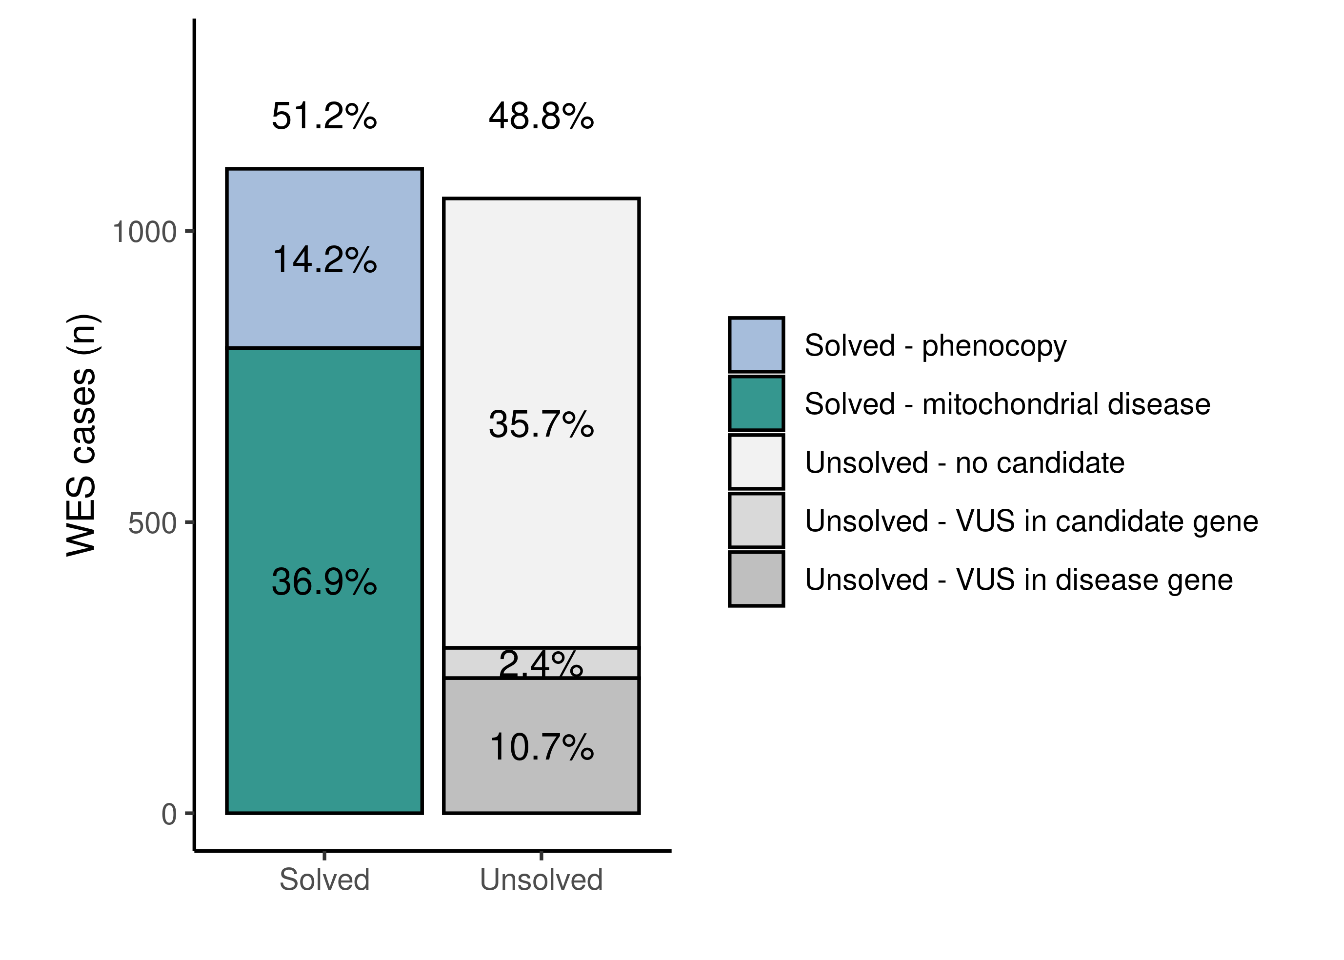 51.2%
48.8%
14.2%
35.7%
36.9%
2.4%
10.7%
WES cases (n)
1000
500
0
Solved
Unsolved
Solved - phenocopy
Solved - mitochondrial disease
Unsolved - no candidate
Unsolved - VUS in candidate gene
Unsolved - VUS in disease gene